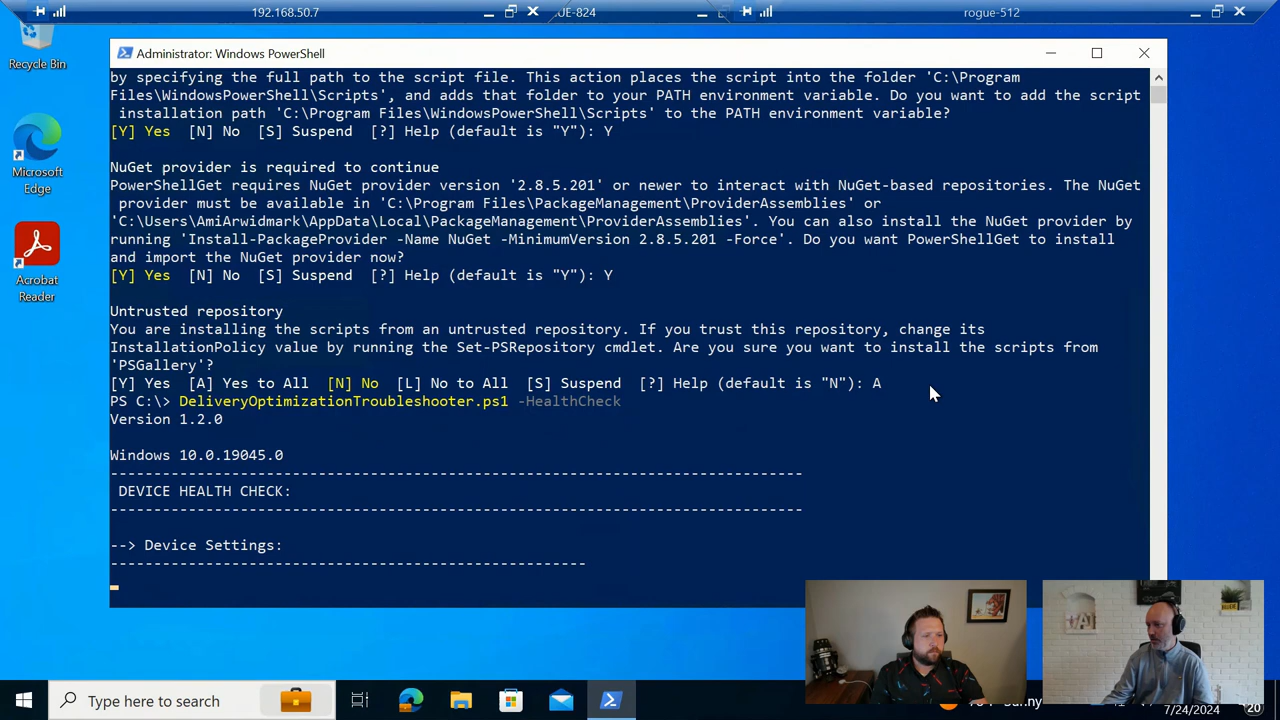 192.168.50.7
UE-824
rogue-512
Recycle Bin
Microsoft
Edge
Acrobat
Reader
Administrator: Windows PowerShell
by specifying the full path to the script file. This action places the script into the folder 'C:\Program
Files\WindowsPowerShell\Scripts', and adds that folder to your PATH environment variable. Do you want to add the script
installation path 'C:\Program Files\WindowsPowerShell\Scripts' to the PATH environment variable?
[Y] Yes  [N] No  [S] Suspend  [?] Help (default is "Y"): Y
NuGet provider is required to continue
PowerShellGet requires NuGet provider version '2.8.5.201' or newer to interact with NuGet-based repositories. The NuGet
provider must be available in 'C:\Program Files\PackageManagement\ProviderAssemblies' or
'C:\Users\AmiArwidmark\AppData\Local\PackageManagement\ProviderAssemblies'. You can also install the NuGet provider by
running 'Install-PackageProvider -Name NuGet -MinimumVersion 2.8.5.201 -Force'. Do you want PowerShellGet to install
and import the NuGet provider now?
[Y] Yes  [N] No  [S] Suspend  [?] Help (default is "Y"): Y
Untrusted repository
You are installing the scripts from an untrusted repository. If you trust this repository, change its
InstallationPolicy value by running the Set-PSRepository cmdlet. Are you sure you want to install the scripts from
'PSGallery'?
[Y] Yes  [A] Yes to All  [N] No  [L] No to All  [S] Suspend  [?] Help (default is "N"): A
PS C:\> DeliveryOptimizationTroubleshooter.ps1 -HealthCheck
Version 1.2.0
Windows 10.0.19045.0
--------------------------------------------------------------------------------
DEVICE HEALTH CHECK:
--------------------------------------------------------------------------------
--> Device Settings:
-------------------------------------------------------
Type here to search
7/24/2024
20